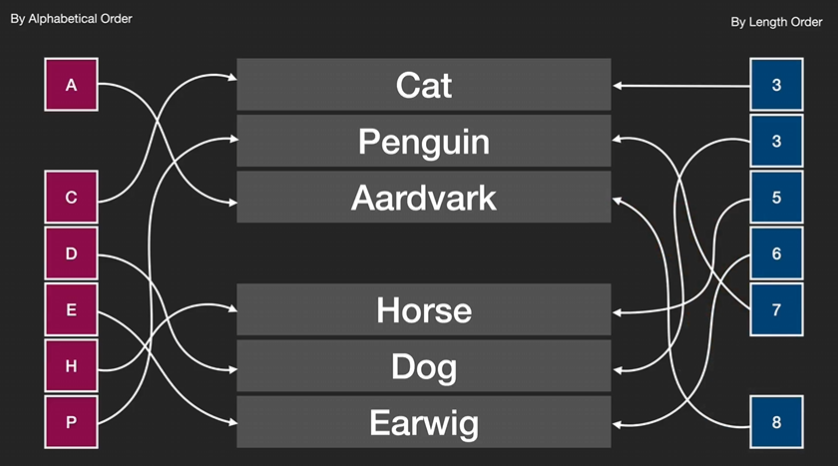 By Alphabetical Order
By Length Order
A
Cat
3
Penguin
3
C
Aardvark
5
D
6
E
Horse
7
H
Dog
P
Earwig
8